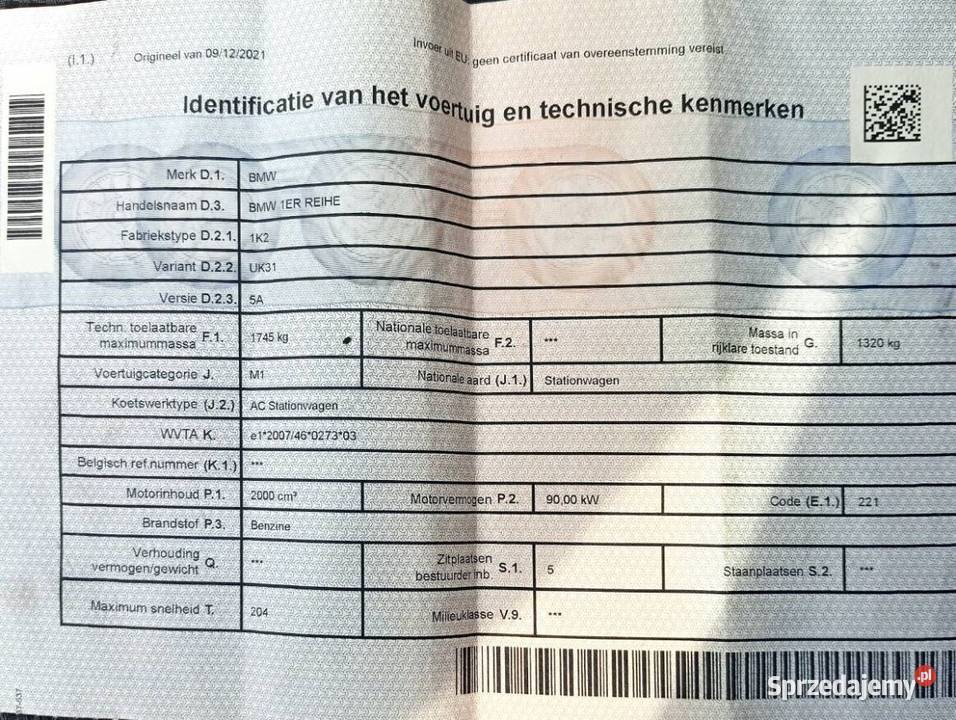 (I.1.) Origineel van 09/12/2021 Invoer uit EU: geen certificaat van overeenstemming vereist
Identificatie van het voertuig en technische kenmerken
Merk D.1. BMW
Handelsnaam D.3. BMW 1ER REIHE
Fabriekstype D.2.1. 1K2
Variant D.2.2. UK31
Versie D.2.3. 5A
Techn. toelaatbare maximummassa F.1. 1745 kg Nationale toelaatbare maximummassa F.2. *** Massa in rijklare toestand G. 1320 kg
Voertuigcategorie J. M1 Nationale aard (J.1.) Stationwagen
Koetswerktype (J.2.) AC Stationwagen
WVTA K. e1*2007/46*0273*03
Belgisch ref.nummer (K.1.) ***
Motorinhoud P.1. 2000 cm³ Motorvermogen P.2. 90,00 kW Code (E.1.) 221
Brandstof P.3. Benzine
Verhouding vermogen/gewicht Q. *** Zitplaatsen bestuurder inb. S.1. 5 Staanplaatsen S.2. ***
Maximum snelheid T. 204 Milieuklasse V.9. ***
Sprzedajemy.pl